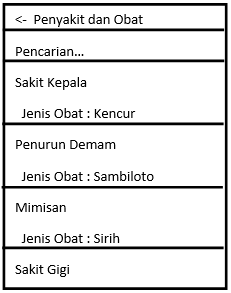 <- Penyakit dan Obat
Pencarian...
Sakit Kepala
Jenis Obat : Kencur
Penurun Demam
Jenis Obat : Sambiloto
Mimisan
Jenis Obat : Sirih
Sakit Gigi